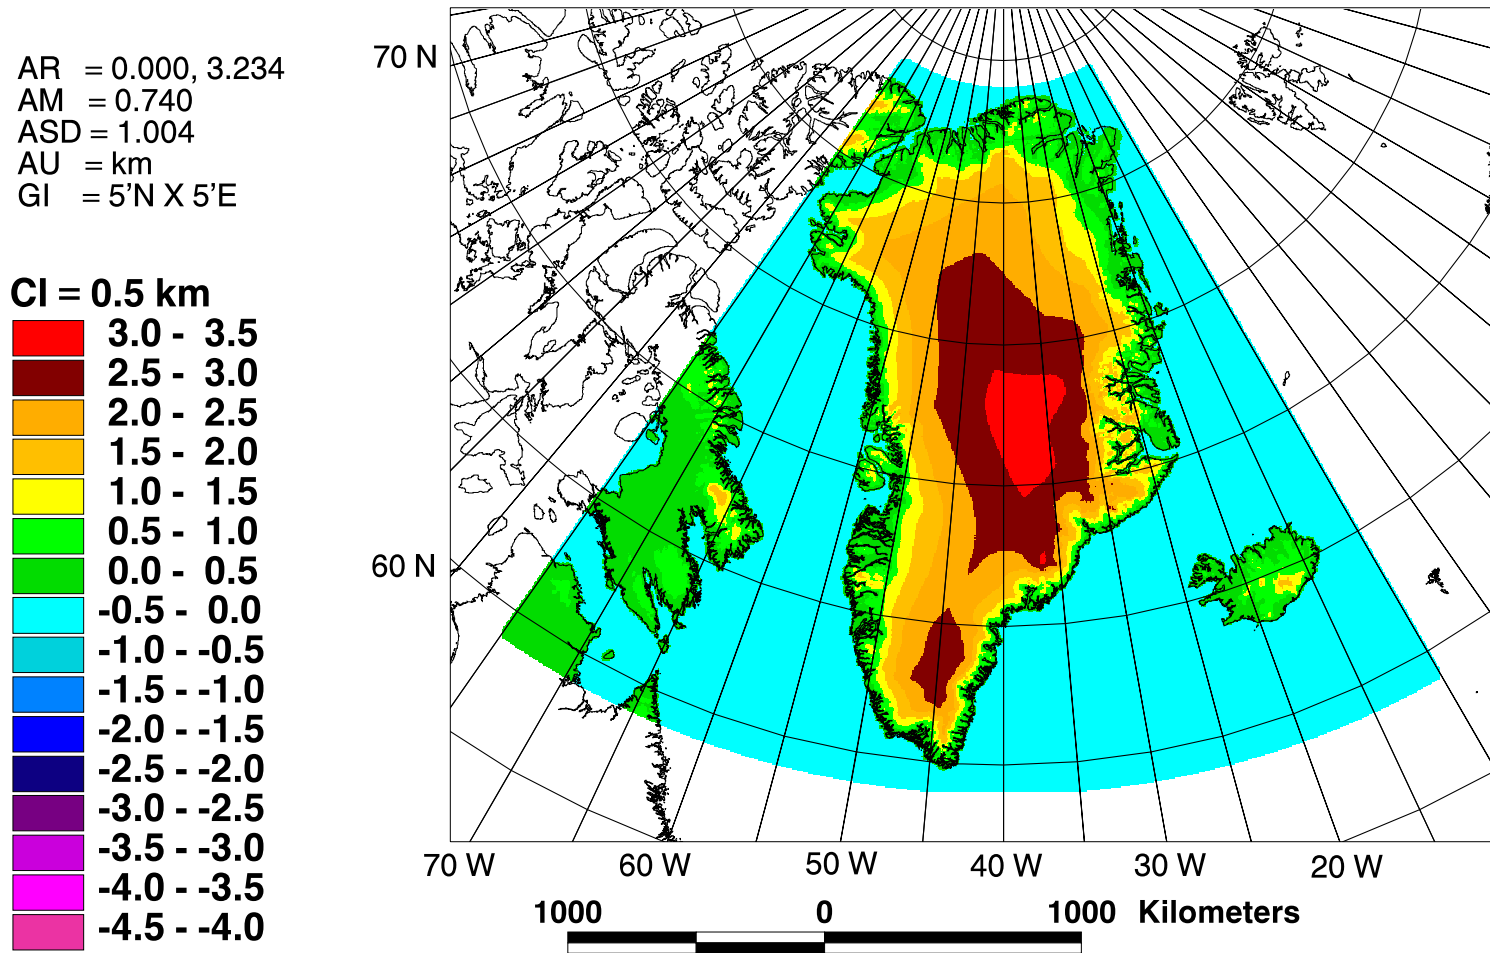 AR = 0.000, 3.234
AM = 0.740
ASD = 1.004
AU = km
GI = 5'N X 5'E
CI = 0.5 km
3.0 - 3.5
2.5 - 3.0
2.0 - 2.5
1.5 - 2.0
1.0 - 1.5
0.5 - 1.0
0.0 - 0.5
-0.5 - 0.0
-1.0 - -0.5
-1.5 - -1.0
-2.0 - -1.5
-2.5 - -2.0
-3.0 - -2.5
-3.5 - -3.0
-4.0 - -3.5
-4.5 - -4.0
70 N
60 N
70 W 60 W 50 W 40 W 30 W 20 W
1000 0 1000 Kilometers